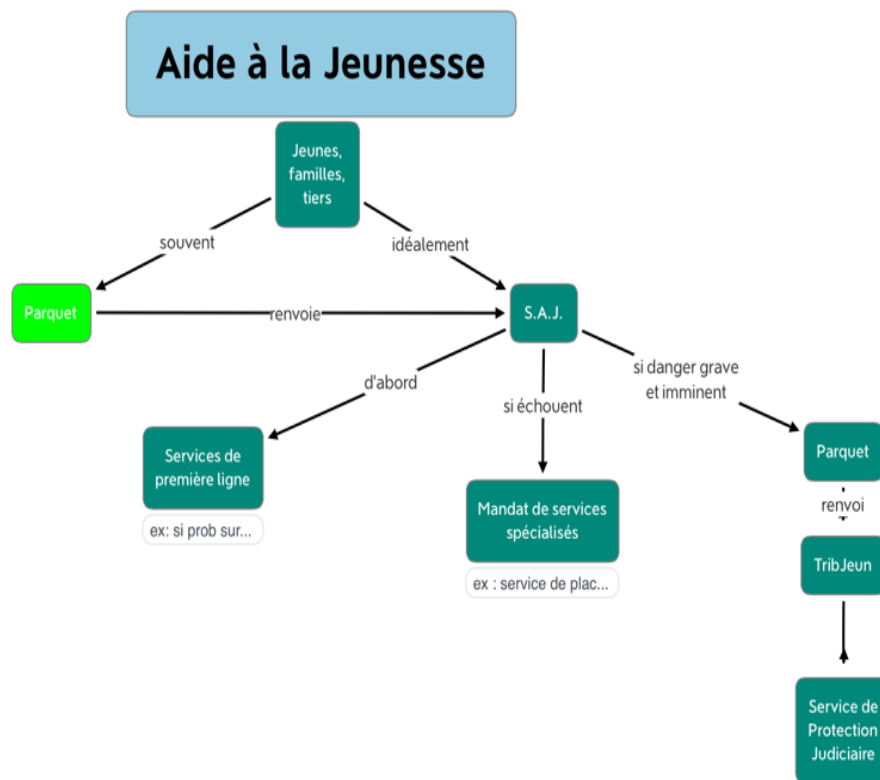 Aide à la Jeunesse
Jeunes,
familles,
tiers
souvent
idéalement
Parquet
renvoie
S.A.J.
d'abord
si échouent
si danger grave
et imminent
Services de
première ligne
ex: si prob sur...
Mandat de services
spécialisés
ex : service de plac...
Parquet
renvoi
TribJeun
Service de
Protection
Judiciaire